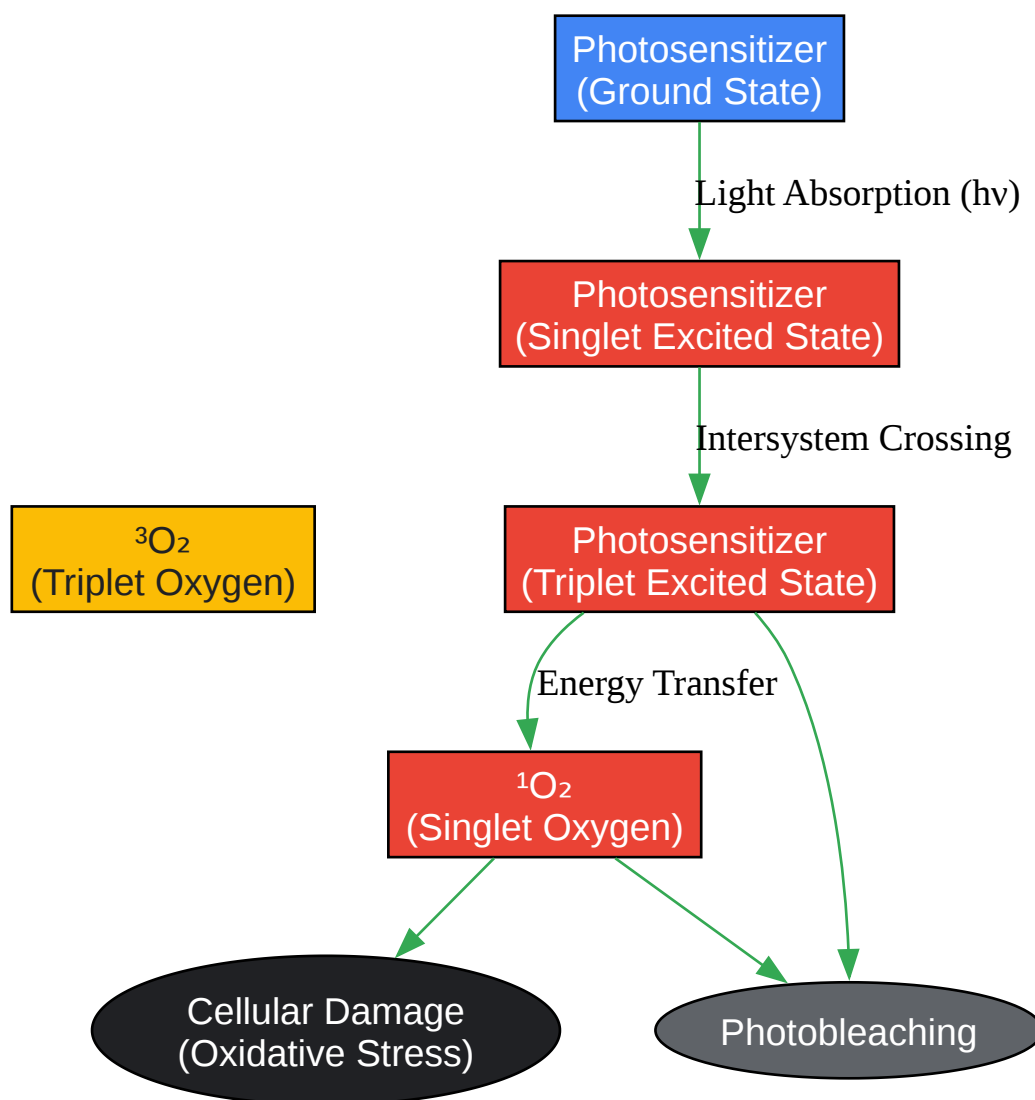 Photosensitizer
(Ground State)
Light Absorption (hν)
Photosensitizer
(Singlet Excited State)
Intersystem Crossing
³O₂
(Triplet Oxygen)
Photosensitizer
(Triplet Excited State)
Energy Transfer
¹O₂
(Singlet Oxygen)
Cellular Damage
(Oxidative Stress)
Photobleaching